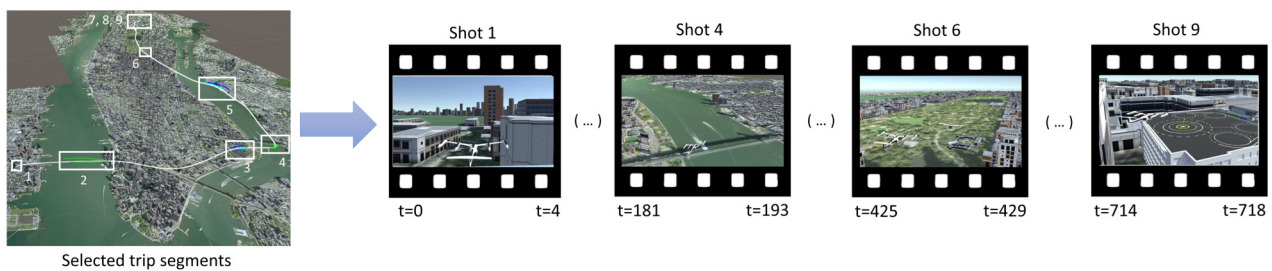 7, 8, 9
6
5
4
3
2
1
Selected trip segments
Shot 1
t=0 t=4
( ... )
Shot 4
t=181 t=193
( ... )
Shot 6
t=425 t=429
( ... )
Shot 9
t=714 t=718